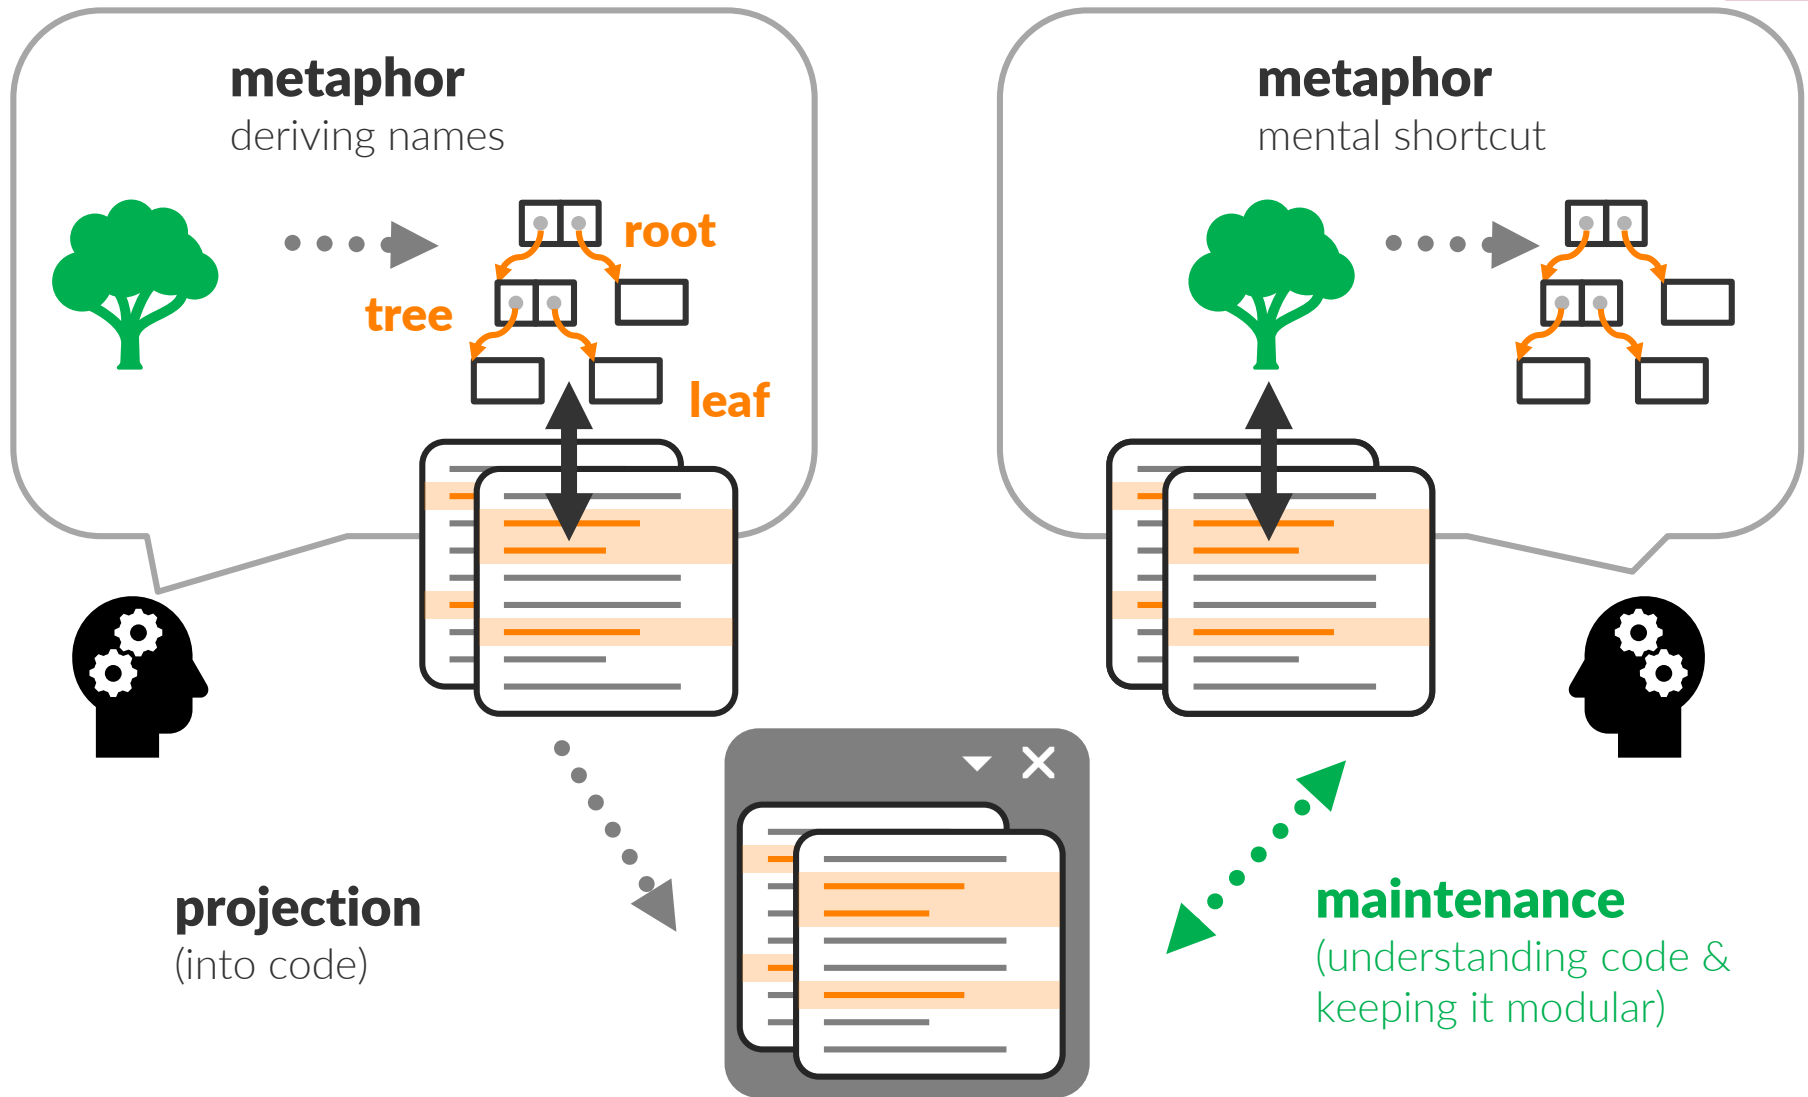 metaphor
deriving names
root
tree
leaf
metaphor
mental shortcut
projection
(into code)
maintenance
(understanding code &
keeping it modular)